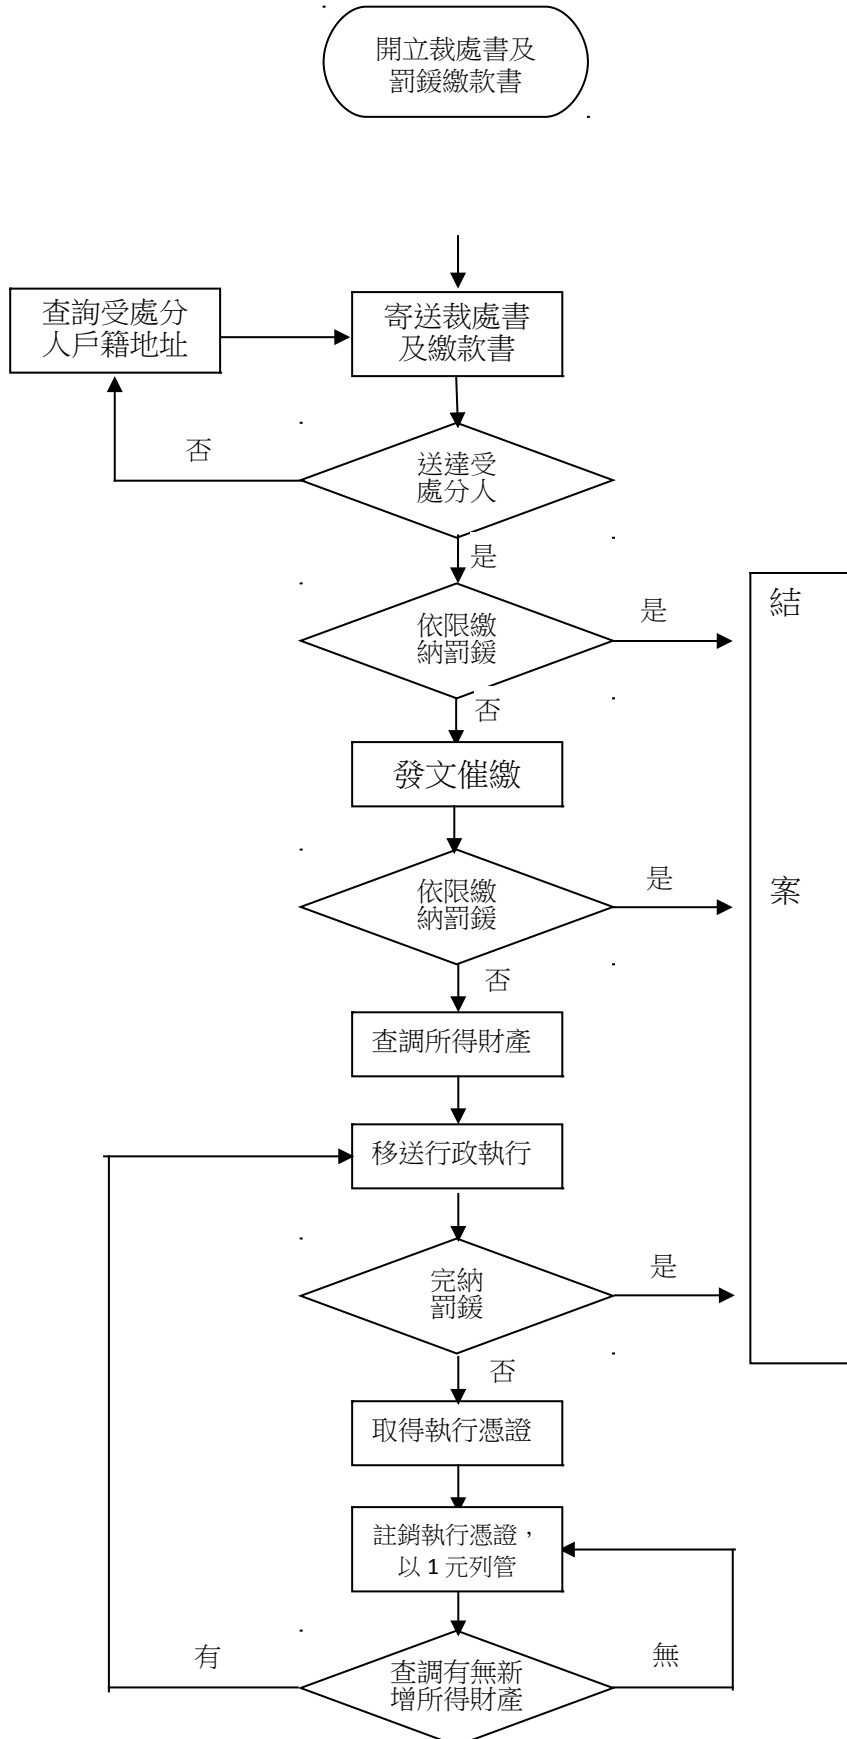 開立裁處書及
罰鍰繳款書
查詢受處分
人戶籍地址
寄送裁處書
及繳款書
否
送達受
處分人
是
依限繳
納罰鍰
是
結
案
否
發文催繳
依限繳
納罰鍰
是
否
查調所得財產
移送行政執行
完納
罰鍰
是
否
取得執行憑證
註銷執行憑證，
以 1 元列管
有
查調有無新
增所得財產
無